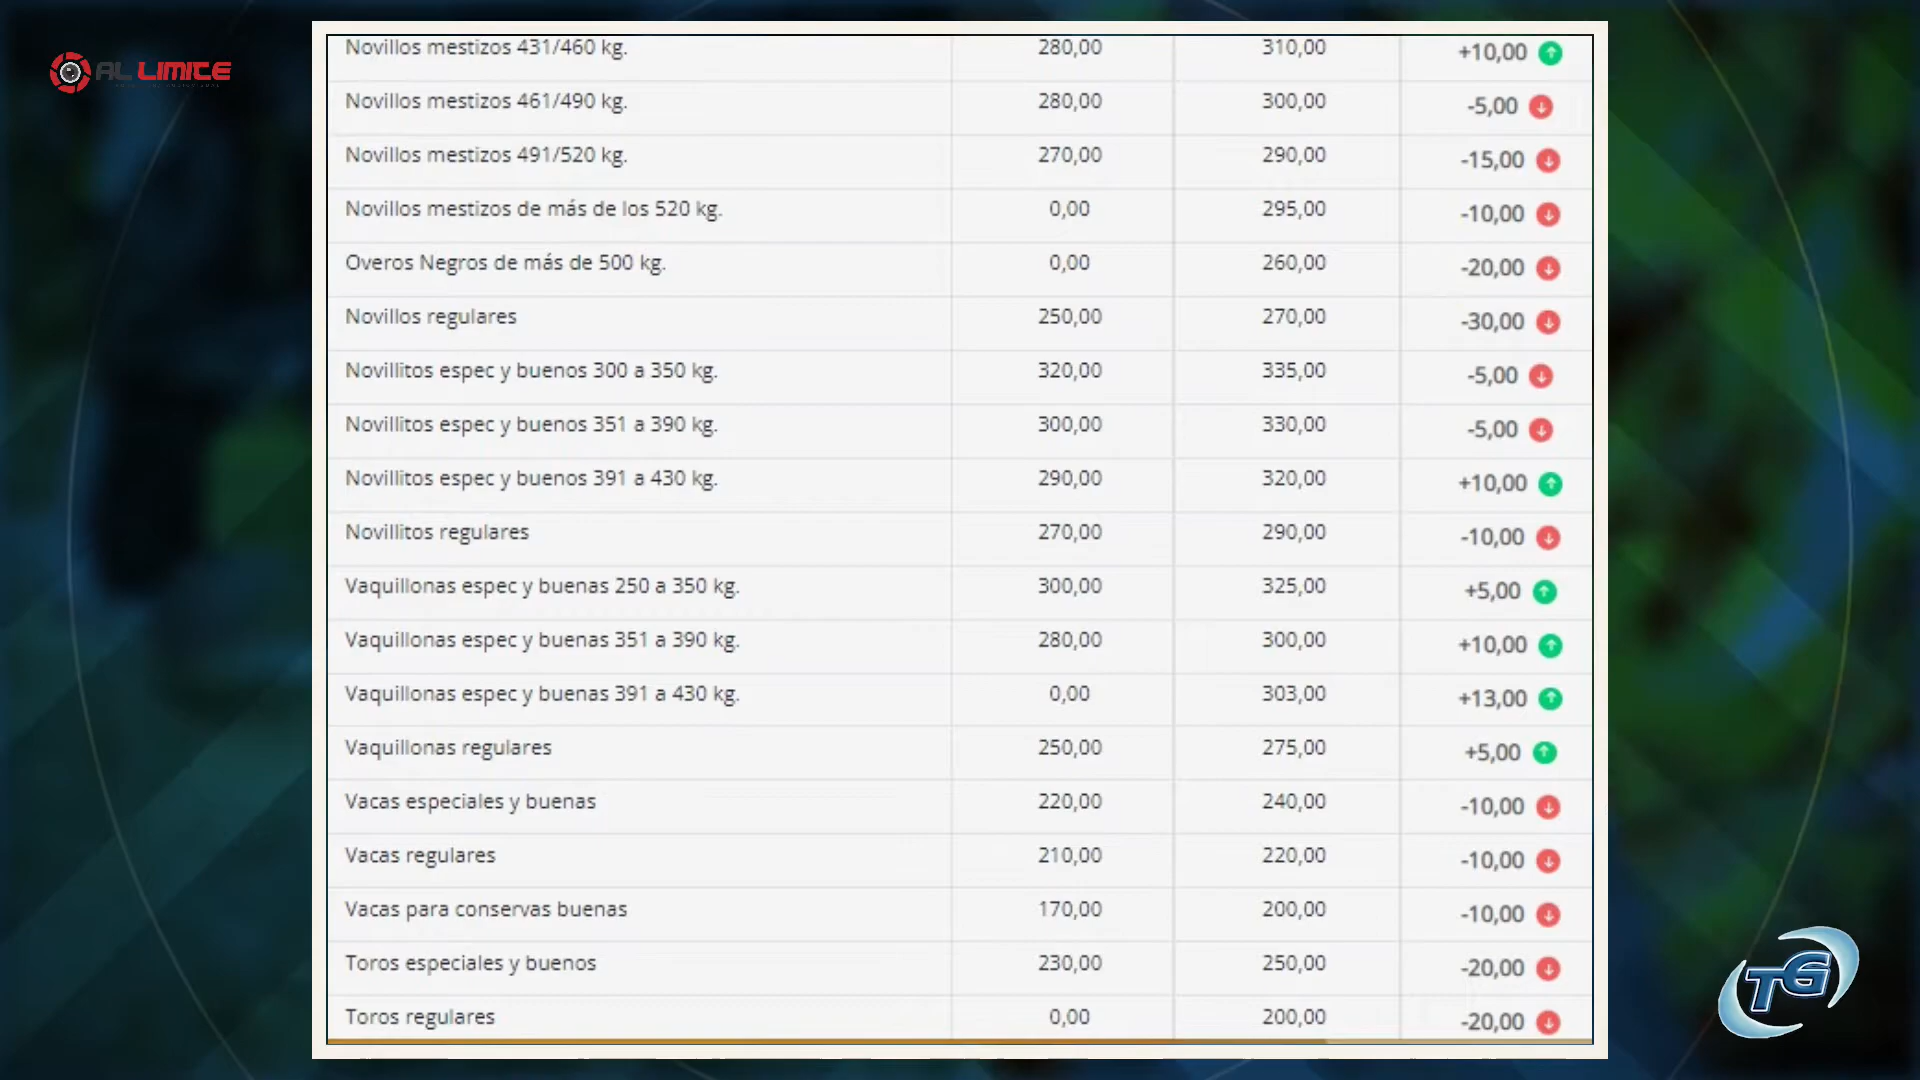 AL LIMITE
Novillos mestizos 431/460 kg. 280,00 310,00 +10,00
Novillos mestizos 461/490 kg. 280,00 300,00 -5,00
Novillos mestizos 491/520 kg. 270,00 290,00 -15,00
Novillos mestizos de más de los 520 kg. 0,00 295,00 -10,00
Overos Negros de más de 500 kg. 0,00 260,00 -20,00
Novillos regulares 250,00 270,00 -30,00
Novillitos espec y buenos 300 a 350 kg. 320,00 335,00 -5,00
Novillitos espec y buenos 351 a 390 kg. 300,00 330,00 -5,00
Novillitos espec y buenos 391 a 430 kg. 290,00 320,00 +10,00
Novillitos regulares 270,00 290,00 -10,00
Vaquillonas espec y buenas 250 a 350 kg. 300,00 325,00 +5,00
Vaquillonas espec y buenas 351 a 390 kg. 280,00 300,00 +10,00
Vaquillonas espec y buenas 391 a 430 kg. 0,00 303,00 +13,00
Vaquillonas regulares 250,00 275,00 +5,00
Vacas especiales y buenas 220,00 240,00 -10,00
Vacas regulares 210,00 220,00 -10,00
Vacas para conservas buenas 170,00 200,00 -10,00
Toros especiales y buenos 230,00 250,00 -20,00
Toros regulares 0,00 200,00 -20,00
TG